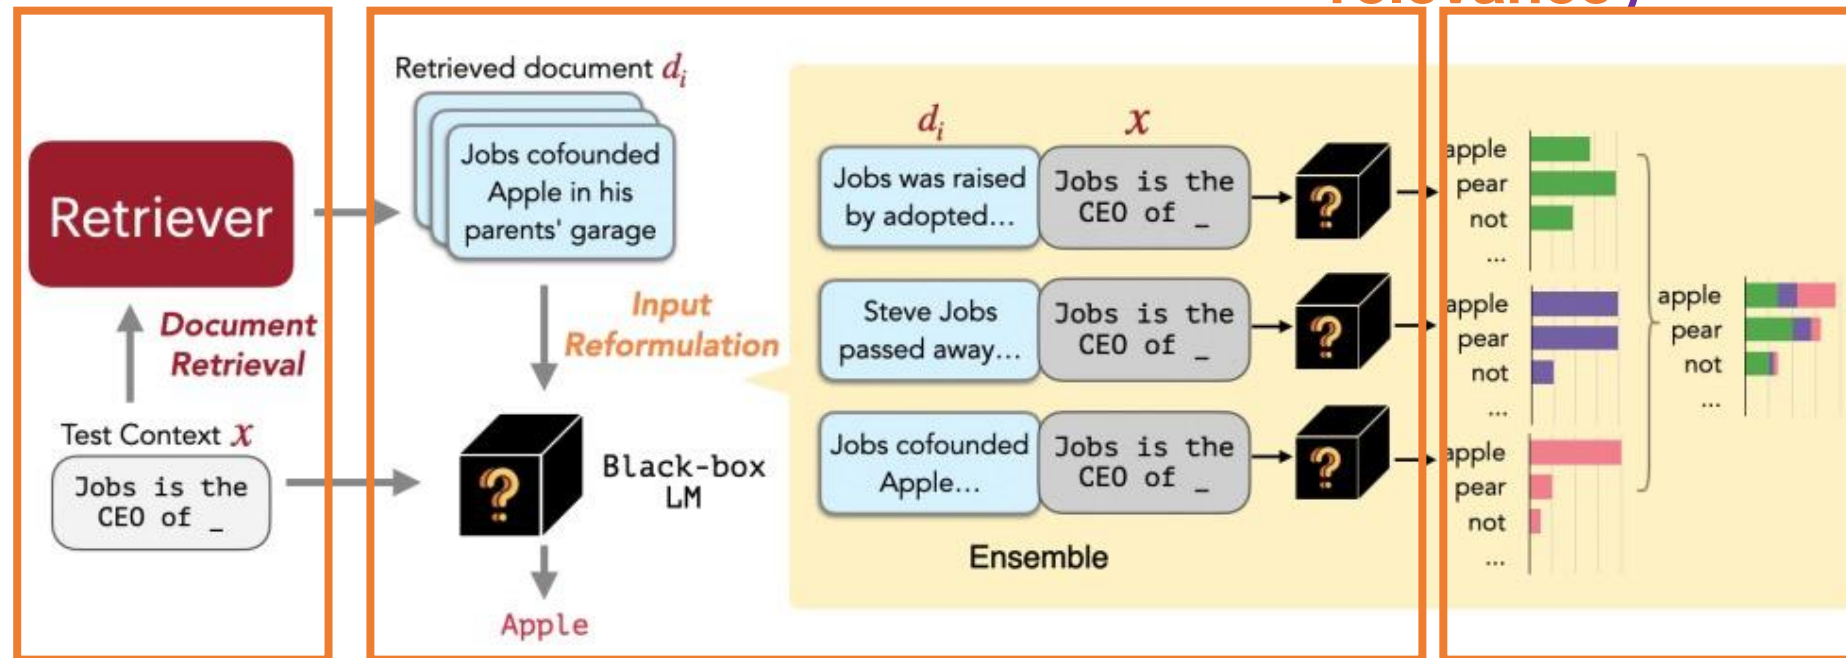 relevance /
Retriever
Document
Retrieval
Test Context x
Jobs is the
CEO of _
Retrieved document di
Jobs cofounded
Apple in his
parents' garage
Input
Reformulation
?
Black-box
LM
Apple
di
x
Jobs was raised
by adopted...
Jobs is the
CEO of _
?
Steve Jobs
passed away...
Jobs is the
CEO of _
?
Jobs cofounded
Apple...
Jobs is the
CEO of _
?
Ensemble
apple
pear
not
...
apple
pear
not
...
apple
pear
not
...
apple
pear
not
...